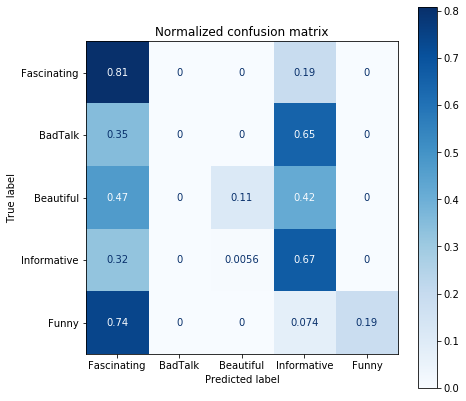 Normalized confusion matrix
True label
Fascinating 0.81 0 0 0.19 0
BadTalk 0.35 0 0 0.65 0
Beautiful 0.47 0 0.11 0.42 0
Informative 0.32 0 0.0056 0.67 0
Funny 0.74 0 0 0.074 0.19
Fascinating BadTalk Beautiful Informative Funny
Predicted label
0.8
0.7
0.6
0.5
0.4
0.3
0.2
0.1
0.0